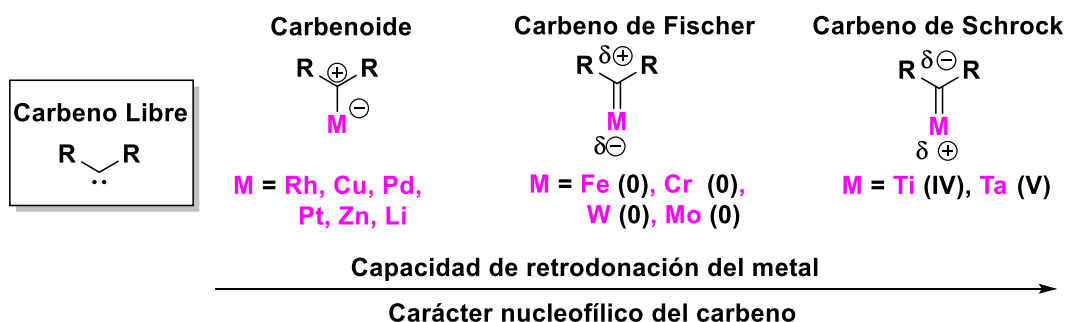 Carbenoide
Carbeno de Fischer
Carbeno de Schrock
Carbeno Libre
R R
R ⊕ R
M ⊖
R δ⊕ R
M
δ⊖
R δ⊖ R
M
δ ⊕
M = Rh, Cu, Pd,
Pt, Zn, Li
M = Fe (0), Cr (0),
W (0), Mo (0)
M = Ti (IV), Ta (V)
Capacidad de retrodonación del metal
Carácter nucleofílico del carbeno